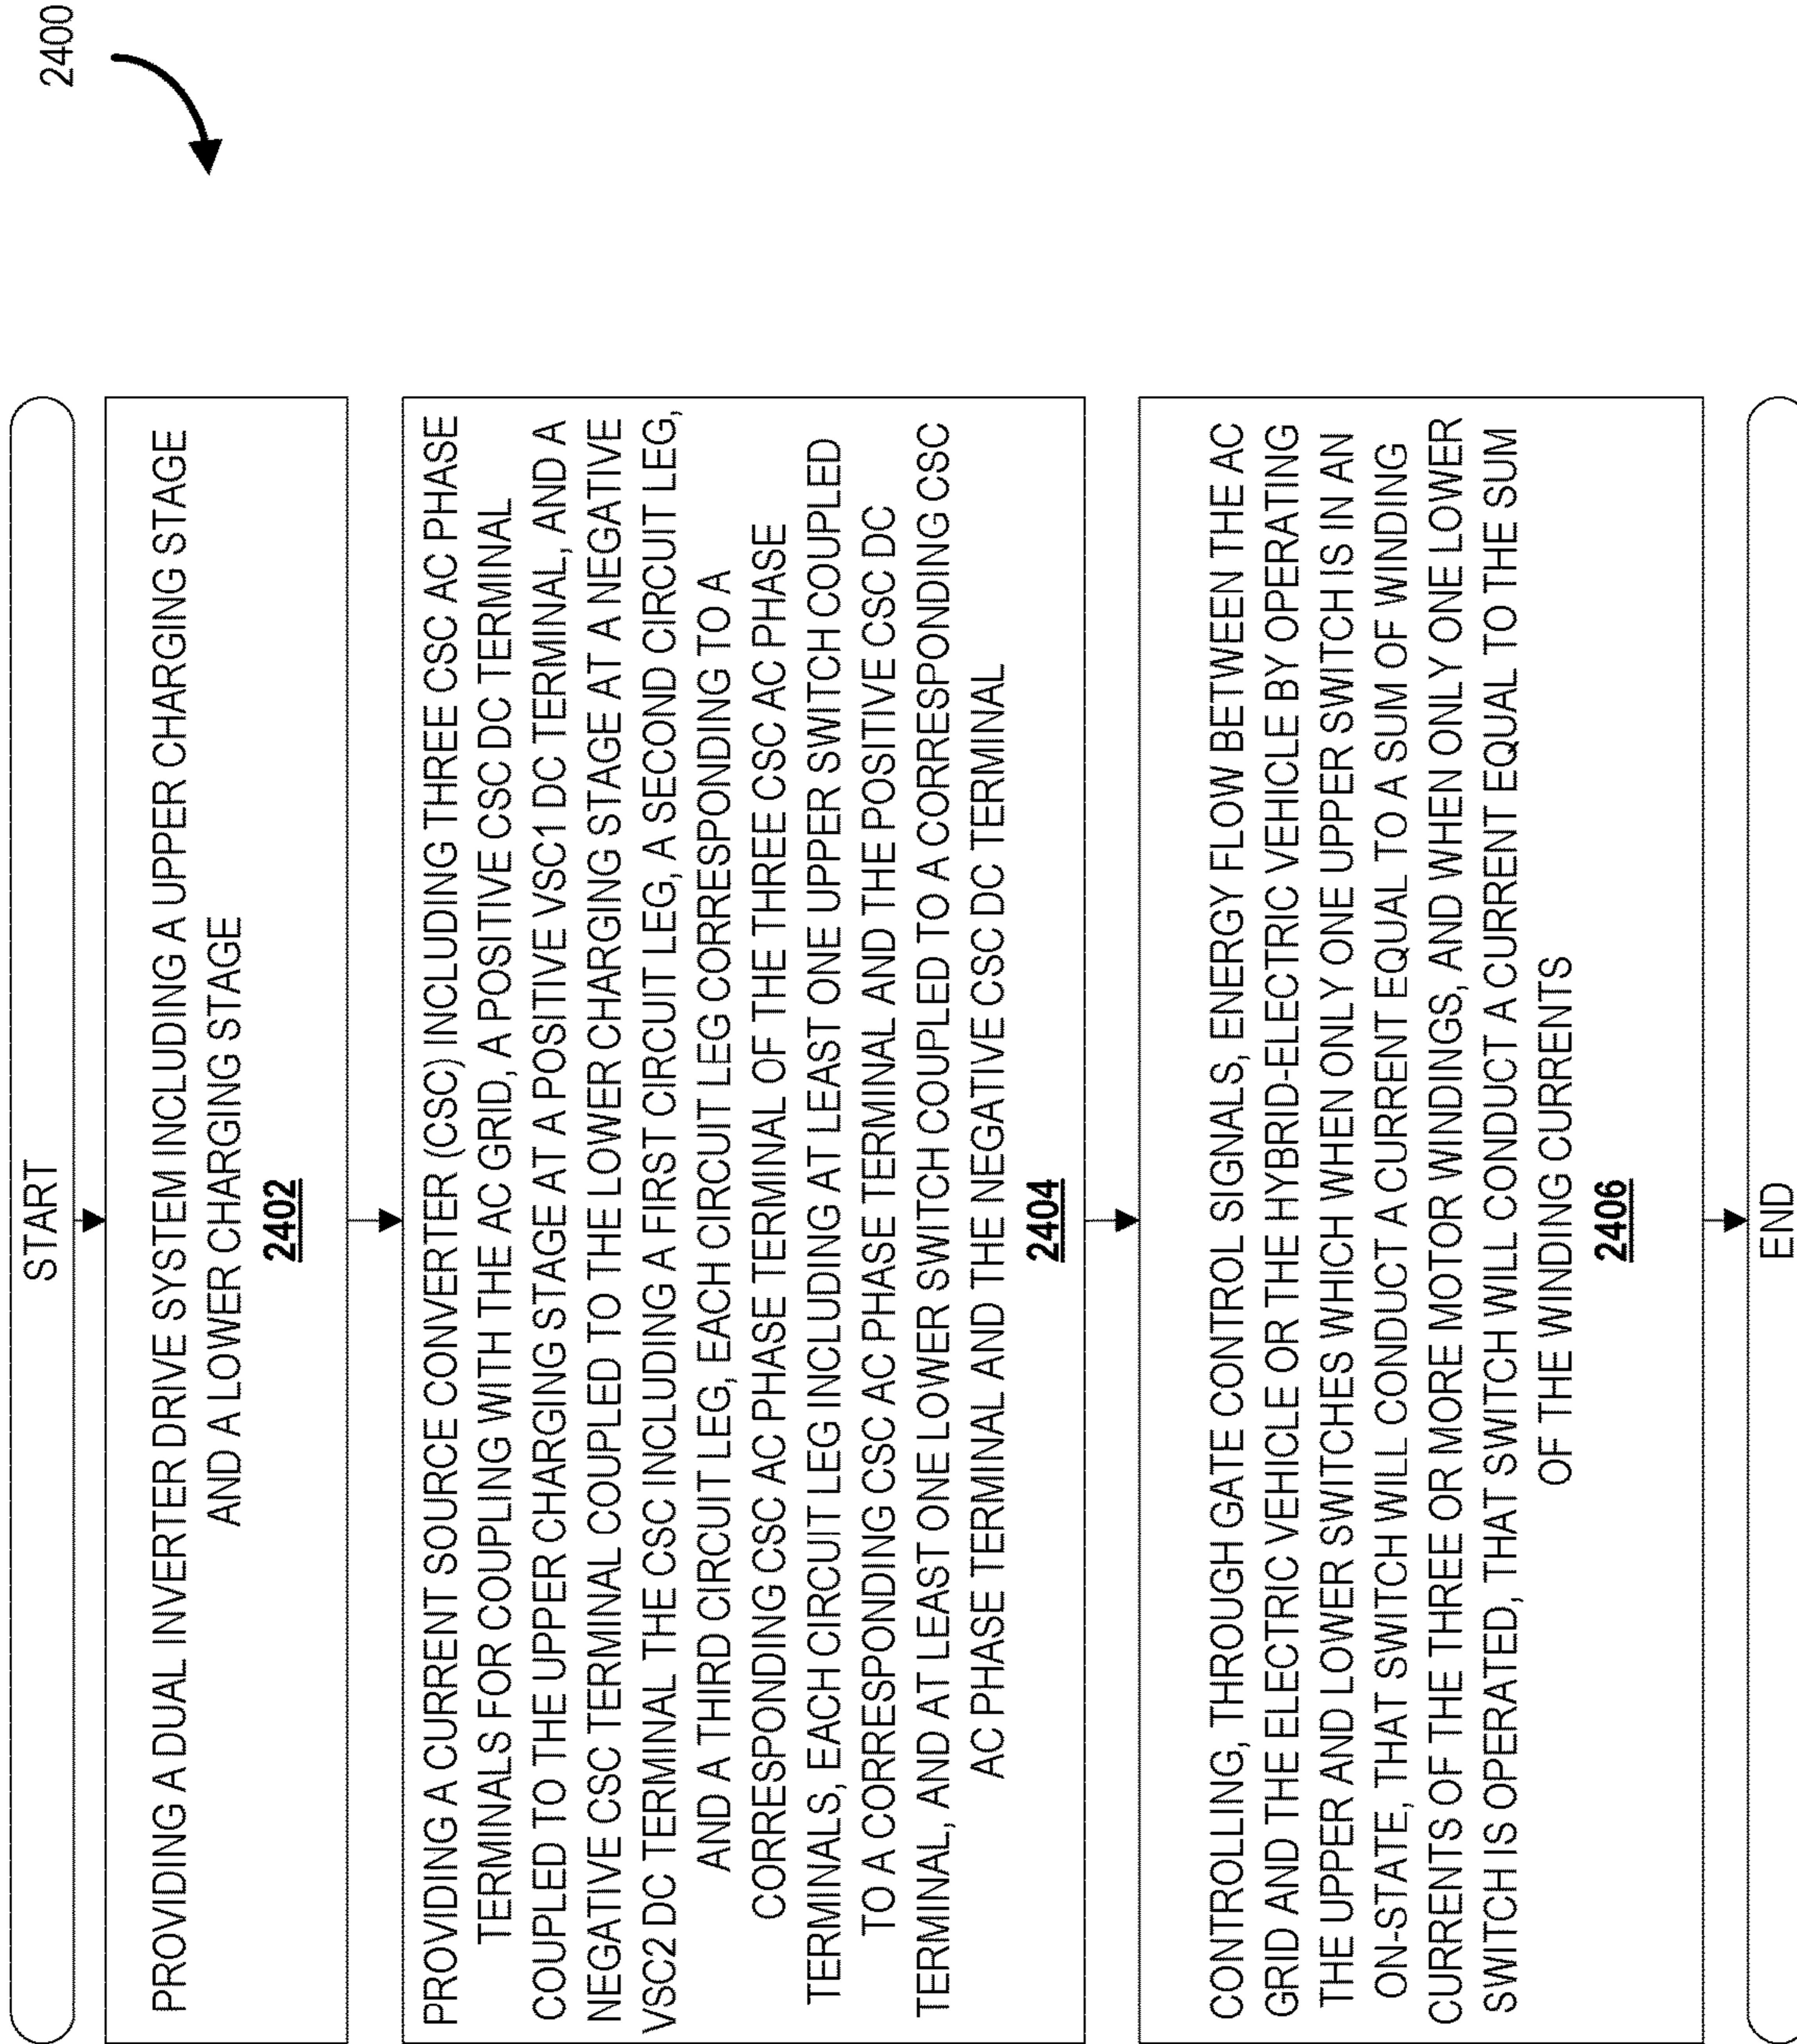 2400
START
PROVIDING A DUAL INVERTER DRIVE SYSTEM INCLUDING A UPPER CHARGING STAGE
AND A LOWER CHARGING STAGE
2402
PROVIDING A CURRENT SOURCE CONVERTER (CSC) INCLUDING THREE CSC AC PHASE
TERMINALS FOR COUPLING WITH THE AC GRID, A POSITIVE CSC DC TERMINAL
COUPLED TO THE UPPER CHARGING STAGE AT A POSITIVE VSC1 DC TERMINAL, AND A
NEGATIVE CSC TERMINAL COUPLED TO THE LOWER CHARGING STAGE AT A NEGATIVE
VSC2 DC TERMINAL THE CSC INCLUDING A FIRST CIRCUIT LEG, A SECOND CIRCUIT LEG,
AND A THIRD CIRCUIT LEG, EACH CIRCUIT LEG CORRESPONDING TO A
CORRESPONDING CSC AC PHASE TERMINAL OF THE THREE CSC AC PHASE
TERMINALS, EACH CIRCUIT LEG INCLUDING AT LEAST ONE UPPER SWITCH COUPLED
TO A CORRESPONDING CSC AC PHASE TERMINAL AND THE POSITIVE CSC DC
TERMINAL, AND AT LEAST ONE LOWER SWITCH COUPLED TO A CORRESPONDING CSC
AC PHASE TERMINAL AND THE NEGATIVE CSC DC TERMINAL
2404
CONTROLLING, THROUGH GATE CONTROL SIGNALS, ENERGY FLOW BETWEEN THE AC
GRID AND THE ELECTRIC VEHICLE OR THE HYBRID-ELECTRIC VEHICLE BY OPERATING
THE UPPER AND LOWER SWITCHES WHICH WHEN ONLY ONE UPPER SWITCH IS IN AN
ON-STATE, THAT SWITCH WILL CONDUCT A CURRENT EQUAL TO A SUM OF WINDING
CURRENTS OF THE THREE OR MORE MOTOR WINDINGS, AND WHEN ONLY ONE LOWER
SWITCH IS OPERATED, THAT SWITCH WILL CONDUCT A CURRENT EQUAL TO THE SUM
OF THE WINDING CURRENTS
2406
END